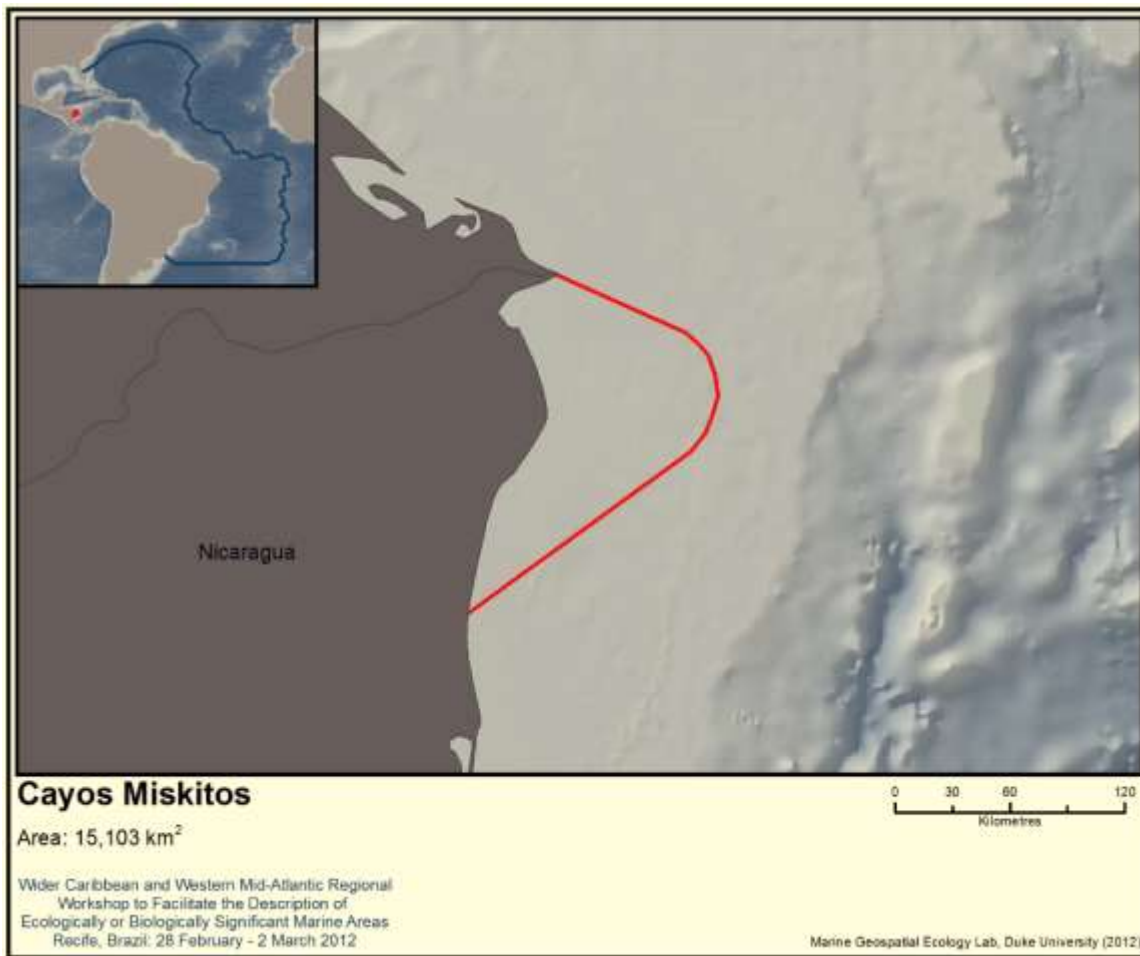 Nicaragua
Cayos Miskitos
Area: 15,103 km²
0 30 60 120
Kilometres
Wider Caribbean and Western Mid-Atlantic Regional
Workshop to Facilitate the Description of
Ecologically or Biologically Significant Marine Areas
Recife, Brazil: 28 February - 2 March 2012
Marine Geospatial Ecology Lab, Duke University (2012)